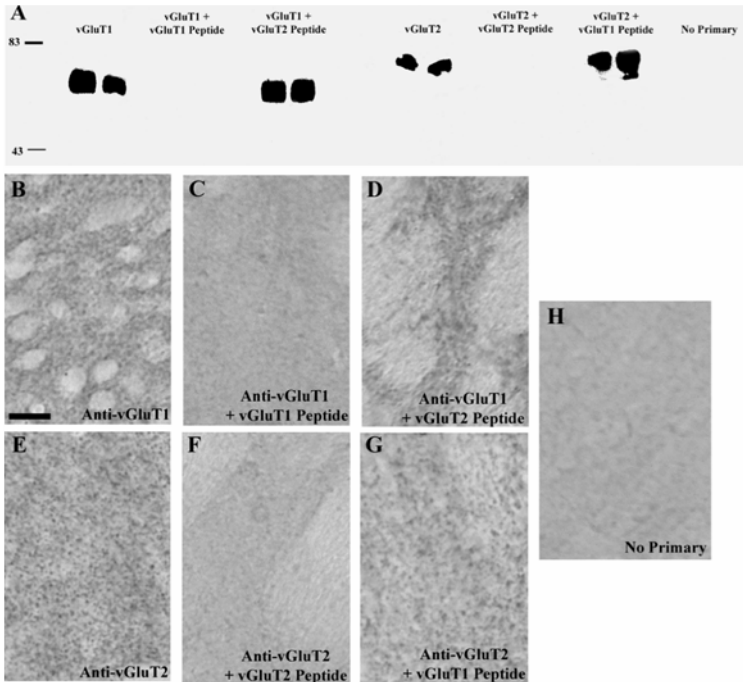 A
83
43
vGluT1
vGluT1 +
vGluT1 Peptide
vGluT1 +
vGluT2 Peptide
vGluT2
vGluT2 +
vGluT2 Peptide
vGluT2 +
vGluT1 Peptide
No Primary
B
Anti-vGluT1
C
Anti-vGluT1
+ vGluT1 Peptide
D
Anti-vGluT1
+ vGluT2 Peptide
E
Anti-vGluT2
F
Anti-vGluT2
+ vGluT2 Peptide
G
Anti-vGluT2
+ vGluT1 Peptide
H
No Primary